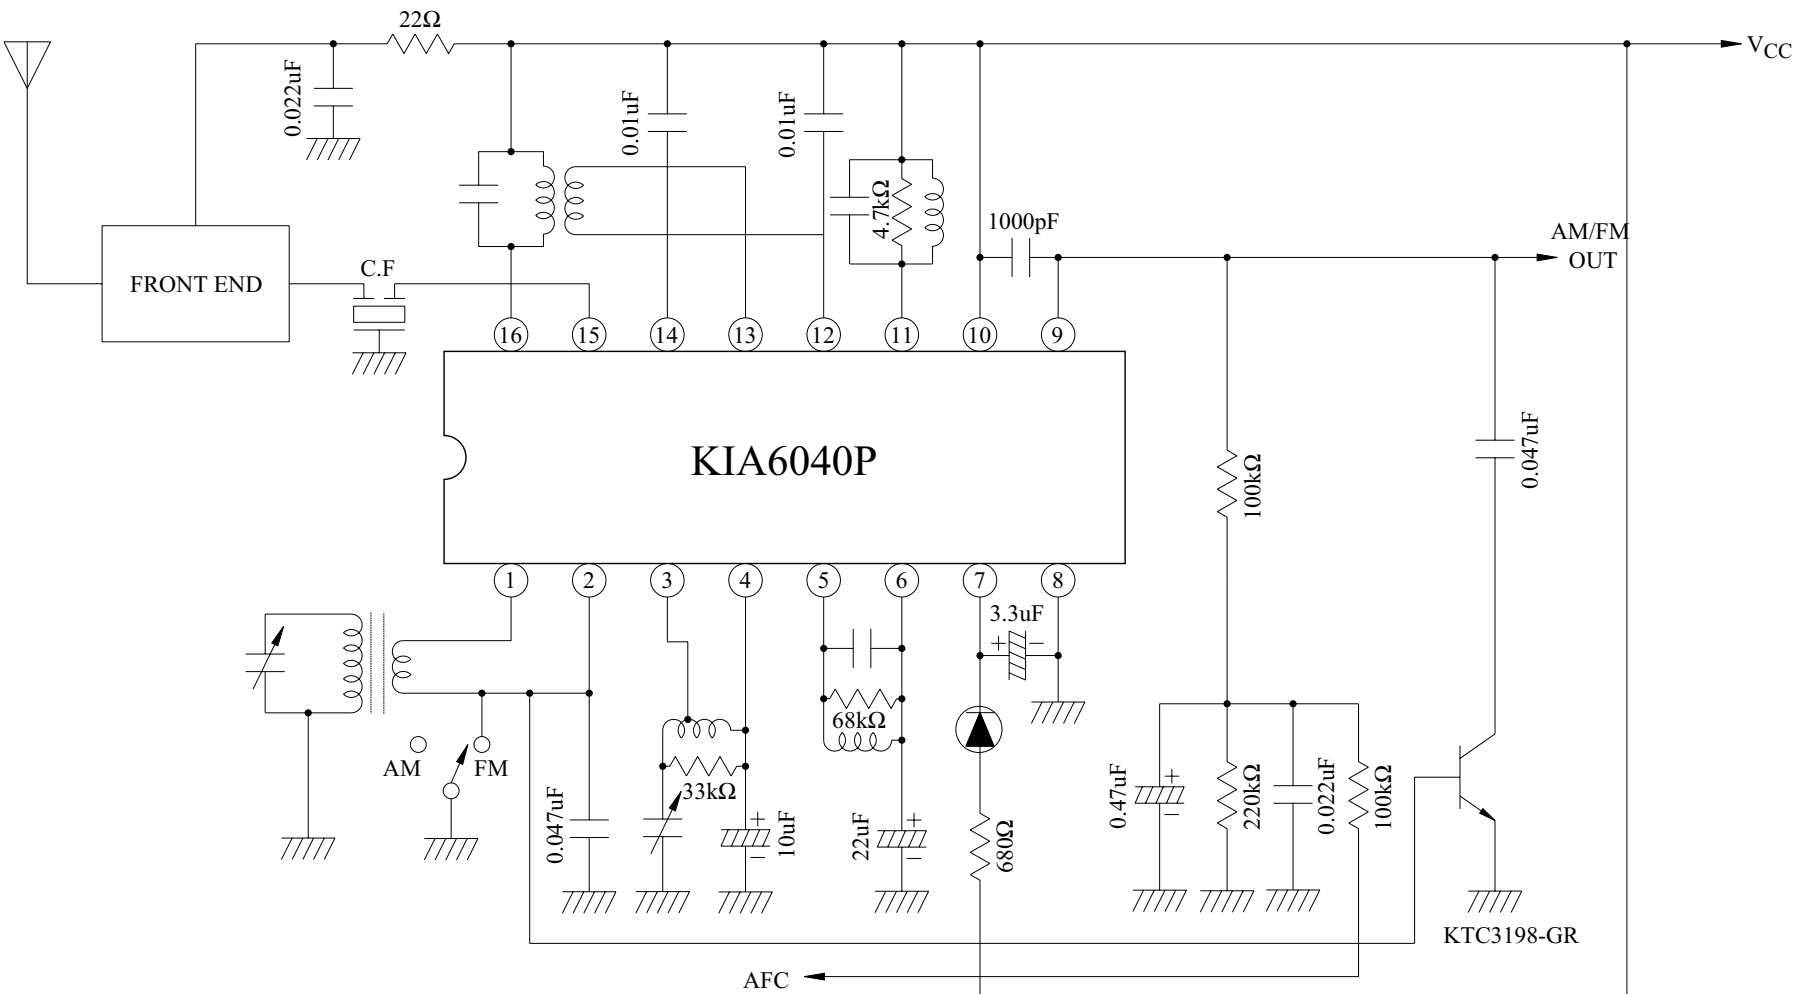 22Ω
V_CC
0.022uF
0.01uF
0.01uF
4.7kΩ
1000pF
AM/FM
OUT
FRONT END
C.F
16
15
14
13
12
11
10
9
KIA6040P
100kΩ
0.047uF
1
2
3
4
5
6
7
8
3.3uF
+
−
68kΩ
AM
FM
33kΩ
0.047uF
+
−
10uF
22uF
+
−
680Ω
0.47uF
+
−
220kΩ
0.022uF
100kΩ
KTC3198-GR
AFC